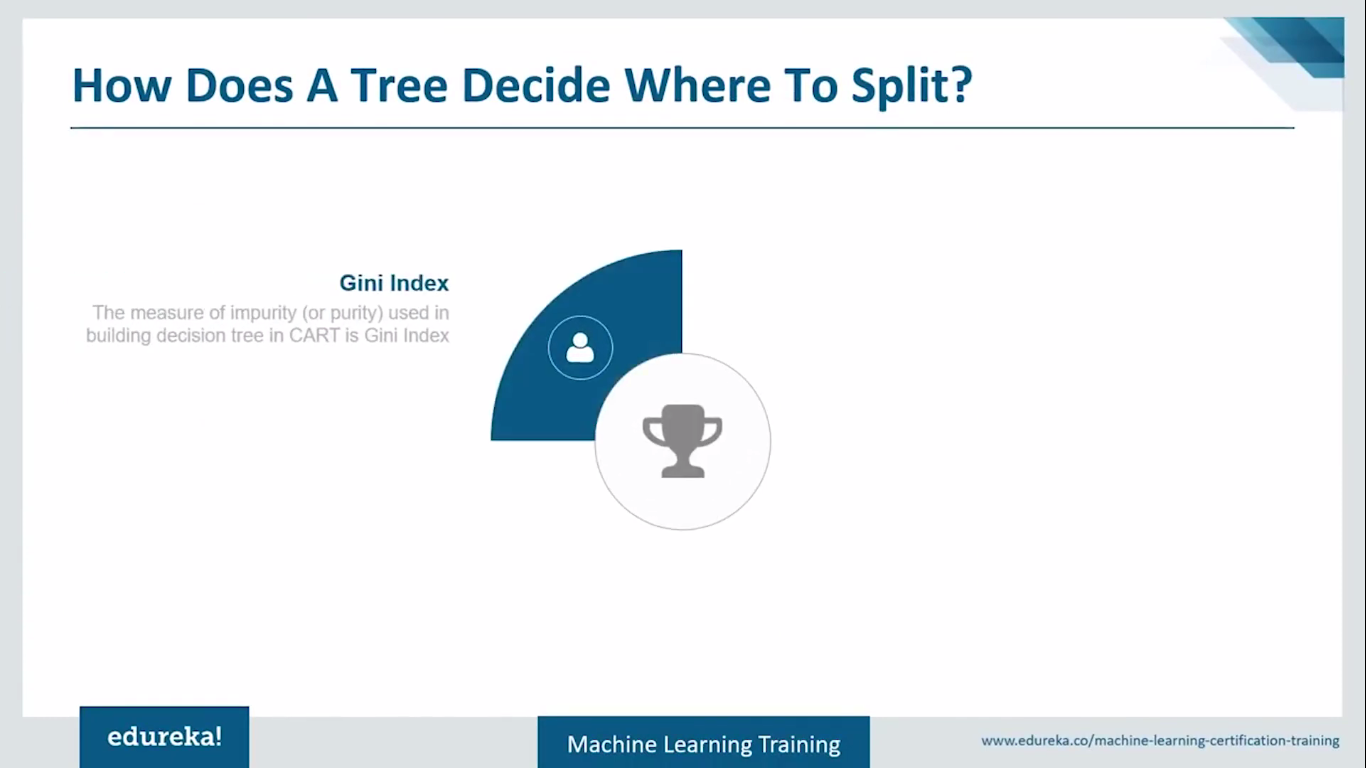 How Does A Tree Decide Where To Split?
Gini Index
The measure of impurity (or purity) used in
building decision tree in CART is Gini Index
edureka!
Machine Learning Training
www.edureka.co/machine-learning-certification-training